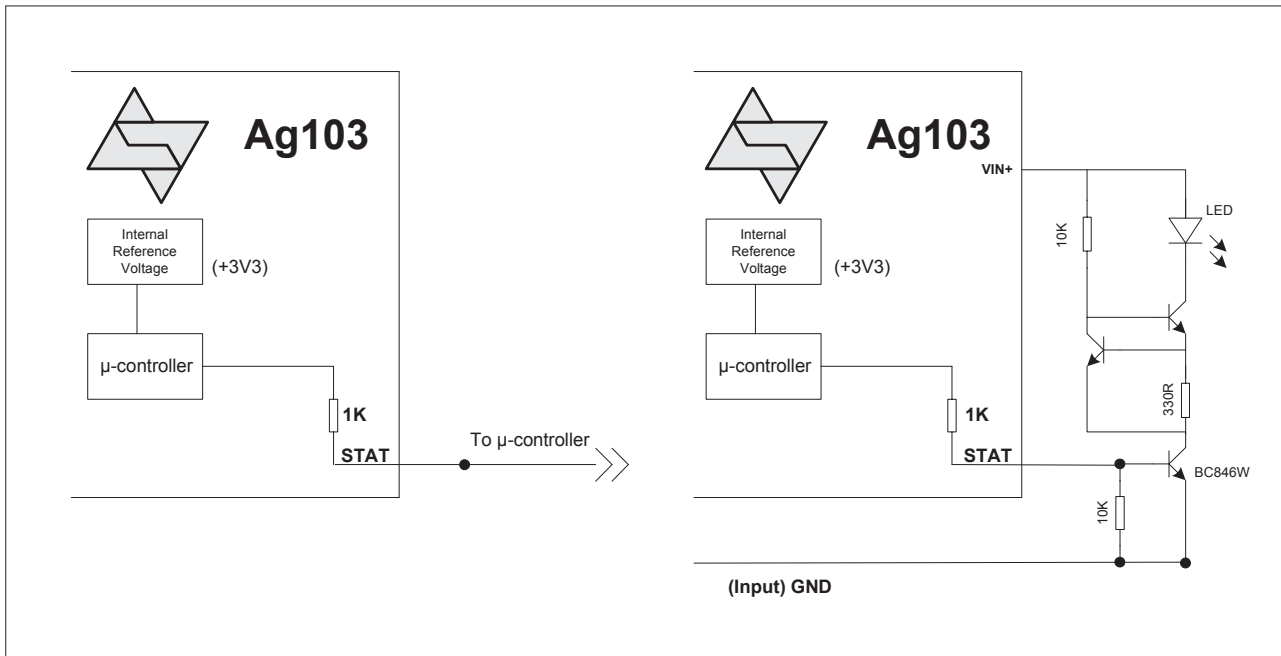 Ag103
Internal
Reference
Voltage
(+3V3)
µ-controller
1K
STAT
To µ-controller
Ag103
VIN+
LED
10K
Internal
Reference
Voltage
(+3V3)
µ-controller
330R
1K
STAT
BC846W
10K
(Input) GND